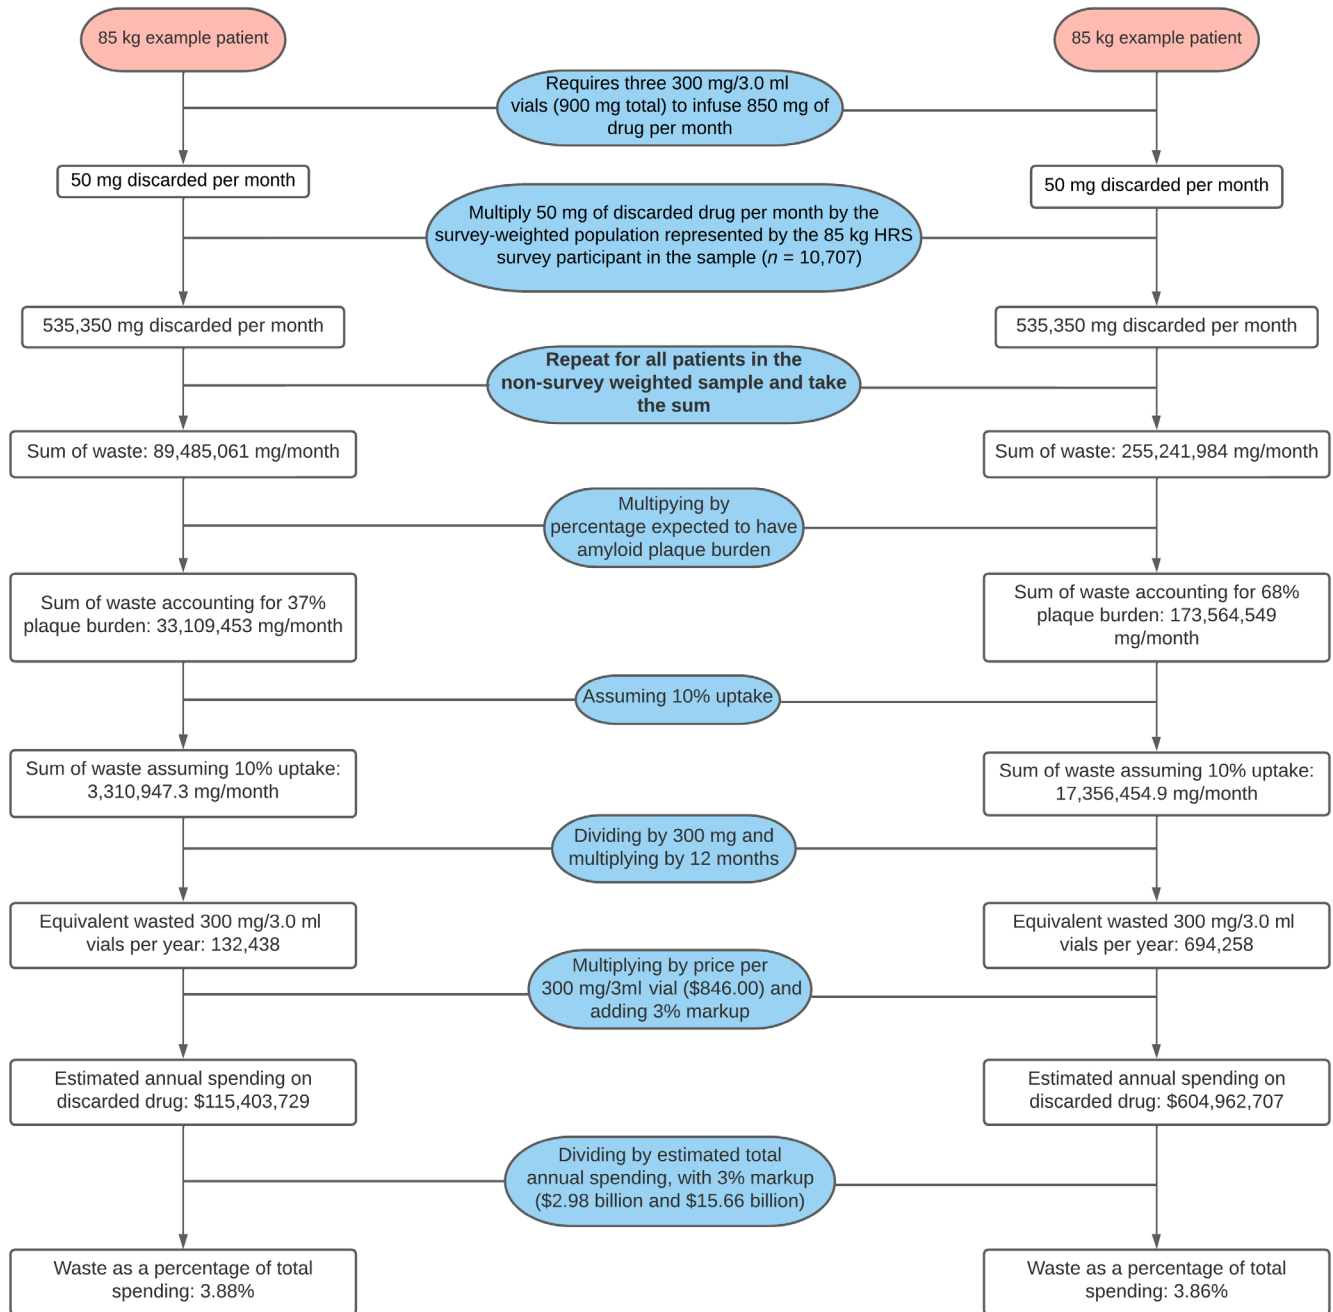 85 kg example patient
85 kg example patient
Requires three 300 mg/3.0 ml
vials (900 mg total) to infuse 850 mg of
drug per month
50 mg discarded per month
50 mg discarded per month
Multiply 50 mg of discarded drug per month by the
survey-weighted population represented by the 85 kg HRS
survey participant in the sample (n = 10,707)
535,350 mg discarded per month
535,350 mg discarded per month
Repeat for all patients in the
non-survey weighted sample and take
the sum
Sum of waste: 89,485,061 mg/month
Sum of waste: 255,241,984 mg/month
Multipying by
percentage expected to have
amyloid plaque burden
Sum of waste accounting for 37%
plaque burden: 33,109,453 mg/month
Sum of waste accounting for 68%
plaque burden: 173,564,549
mg/month
Assuming 10% uptake
Sum of waste assuming 10% uptake:
3,310,947.3 mg/month
Sum of waste assuming 10% uptake:
17,356,454.9 mg/month
Dividing by 300 mg and
multiplying by 12 months
Equivalent wasted 300 mg/3.0 ml
vials per year: 132,438
Equivalent wasted 300 mg/3.0 ml
vials per year: 694,258
Multiplying by price per
300 mg/3ml vial ($846.00) and
adding 3% markup
Estimated annual spending on
discarded drug: $115,403,729
Estimated annual spending on
discarded drug: $604,962,707
Dividing by estimated total
annual spending, with 3% markup
($2.98 billion and $15.66 billion)
Waste as a percentage of total
spending: 3.88%
Waste as a percentage of total
spending: 3.86%